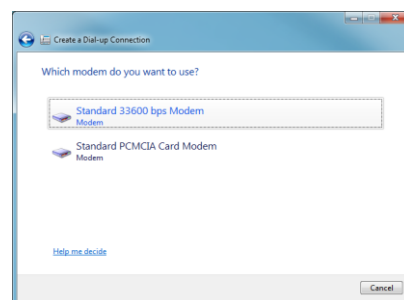 Create a Dial-up Connection
Which modem do you want to use?
Standard 33600 bps Modem
Modem
Standard PCMCIA Card Modem
Modem
Help me decide
Cancel